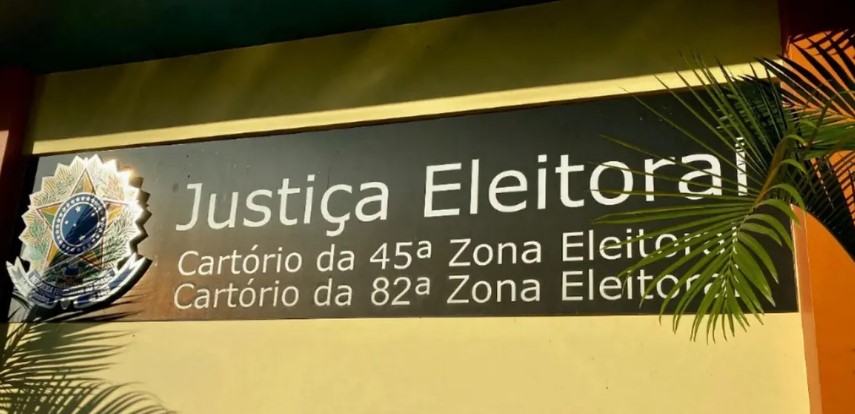 Justiça Eleitoral
Cartório da 45ª Zona Eleitoral
Cartório da 82ª Zona Eleitoral